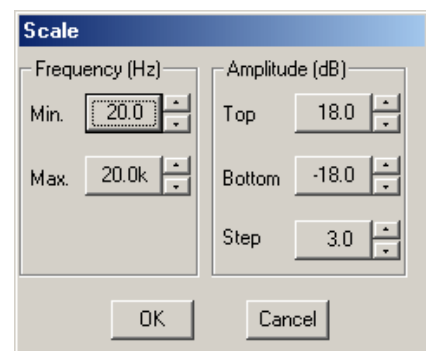 Scale
Frequency (Hz)
Min. 20.0
Max. 20.0k
Amplitude (dB)
Top 18.0
Bottom -18.0
Step 3.0
OK
Cancel